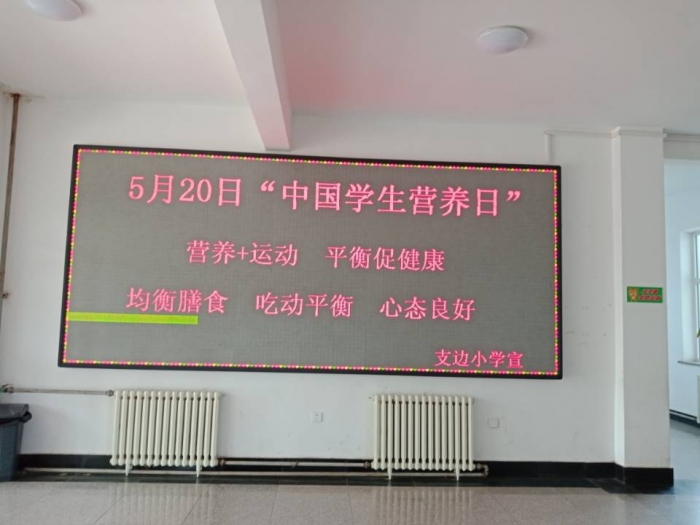 5月20日“中国学生营养日”
营养+运动 平衡促健康
均衡膳食 吃动平衡 心态良好
支边小学宣